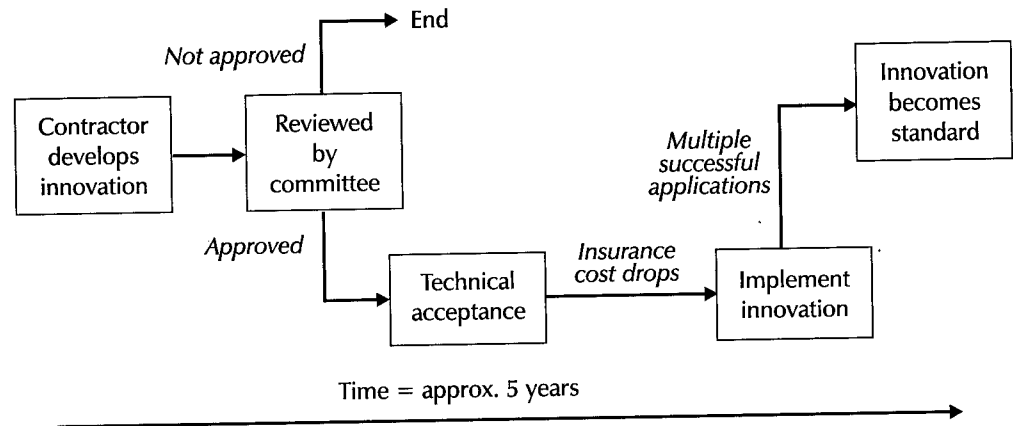 End
Not approved
Contractor
develops
innovation
Reviewed
by
committee
Approved
Technical
acceptance
Insurance
cost drops
Implement
innovation
Multiple
successful
applications
Innovation
becomes
standard
Time = approx. 5 years